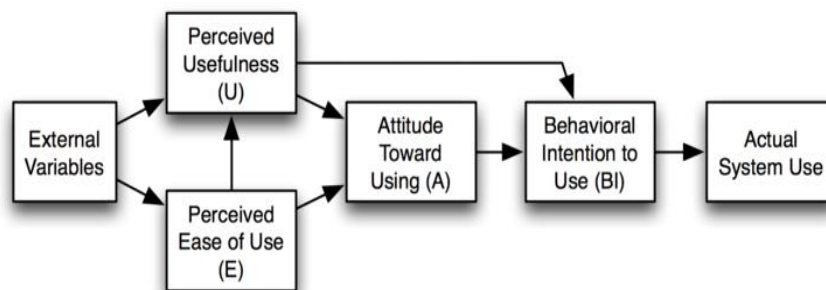 External
Variables
Perceived
Usefulness
(U)
Perceived
Ease of Use
(E)
Attitude
Toward
Using (A)
Behavioral
Intention to
Use (BI)
Actual
System Use